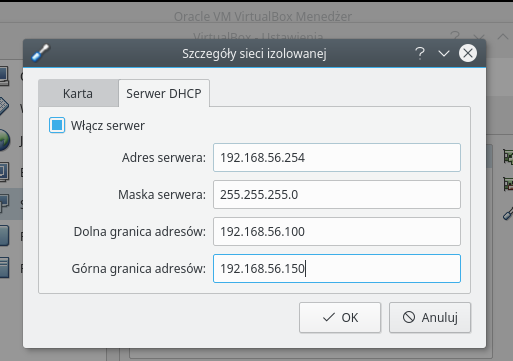 Oracle VM VirtualBox Menedżer
VirtualBox - Ustawienia
Szczegóły sieci izolowanej
Karta
Serwer DHCP
Włącz serwer
Adres serwera: 192.168.56.254
Maska serwera: 255.255.255.0
Dolna granica adresów: 192.168.56.100
Górna granica adresów: 192.168.56.150
OK
Anuluj